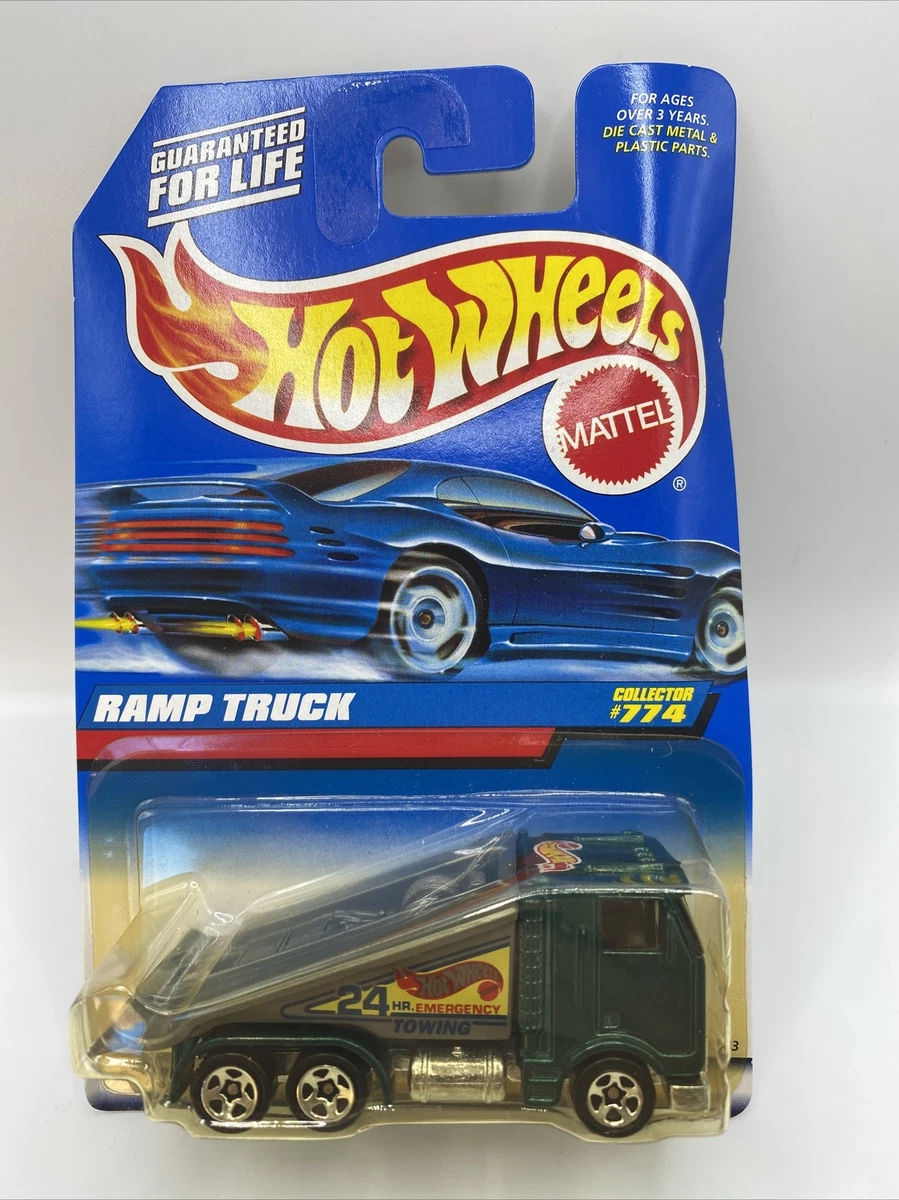 GUARANTEED
FOR LIFE
FOR AGES
OVER 3 YEARS.
DIE CAST METAL &
PLASTIC PARTS.
HOT WHEELS
MATTEL
®
RAMP TRUCK
COLLECTOR
#774
HOT WHEELS
24 HR. EMERGENCY
TOWING
3